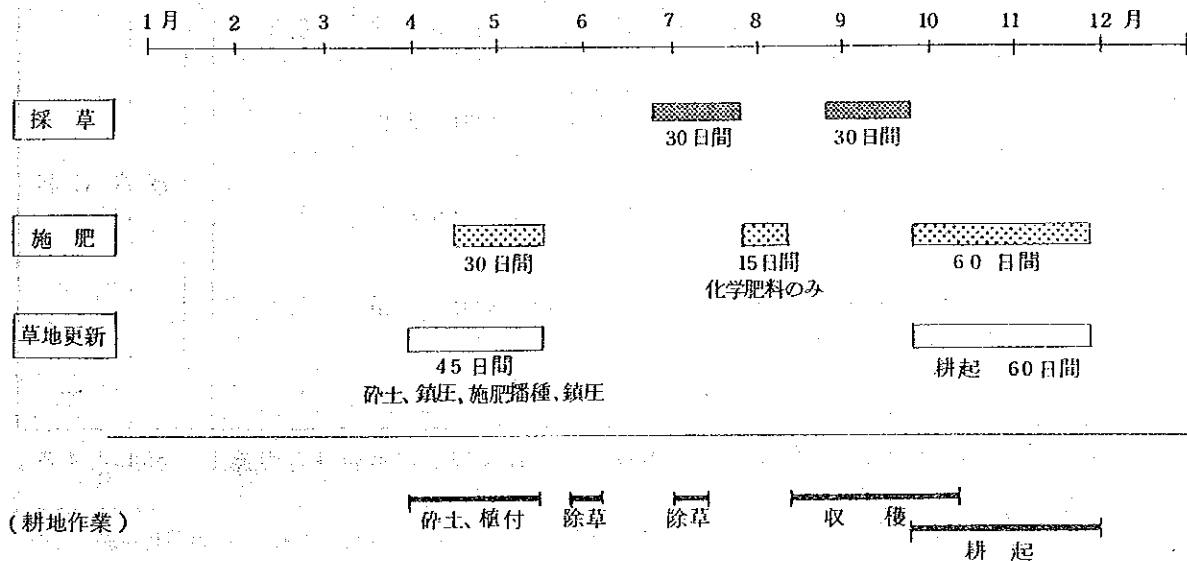 1月 2 3 4 5 6 7 8 9 10 11 12月
採草
30日間 30日間
施肥
30日間 15日間 60日間
化学肥料のみ
草地更新
45日間 耕起 60日間
砕土、鎮圧、施肥播種、鎮圧
(耕地作業) 砕土、植付 除草 除草 収穫
耕起